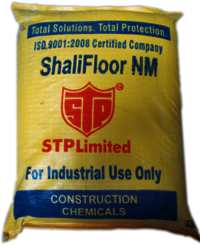 Total Solutions. Total Protection
ISO.9001:2008 Certified Company
ShaliFloor NM
STP
©
STPLimited
For Industrial Use Only
CONSTRUCTION
CHEMICALS